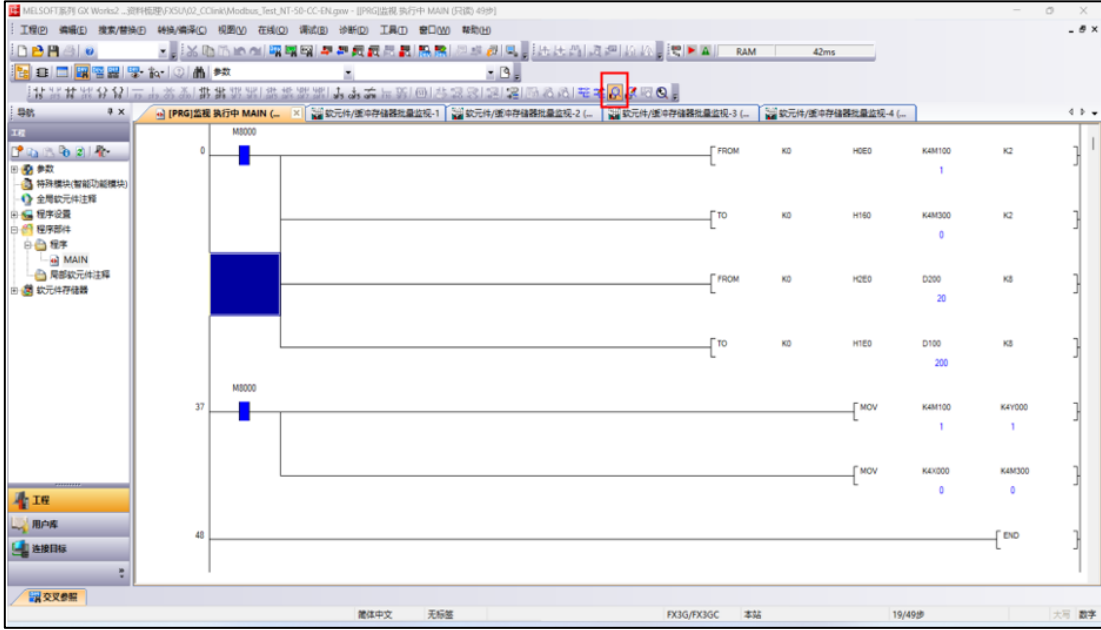 MELSOFT系列 GX Works2 ...资料梳理\FX5U\02_CClink\Modbus_Test_NT-50-CC-EN.gxw - [[PRG]监视 执行中 MAIN (只读) 49步]
工程(P) 编辑(E) 搜索/替换(F) 转换/编译(C) 视图(V) 在线(O) 调试(B) 诊断(D) 工具(T) 窗口(W) 帮助(H)
RAM 42ms
参数
导航
[PRG]监视 执行中 MAIN (...
软元件/缓冲存储器批量监视-1
软元件/缓冲存储器批量监视-2 (...
软元件/缓冲存储器批量监视-3 (...
软元件/缓冲存储器批量监视-4 (...
工程
参数
特殊模块(智能功能模块)
全局软元件注释
程序设置
程序部件
程序
MAIN
局部软元件注释
软元件存储器
M8000
0 FROM K0 H0E0 K4M100 K2
1
TO K0 H160 K4M300 K2
0
FROM K0 H2E0 D200 K8
20
TO K0 H1E0 D100 K8
200
M8000
37 MOV K4M100 K4Y000
1 1
MOV K4X000 K4M300
0 0
48 END
工程
用户库
连接目标
交叉参照
简体中文 无标签 FX3G/FX3GC 本站 19/49步 大写 数字